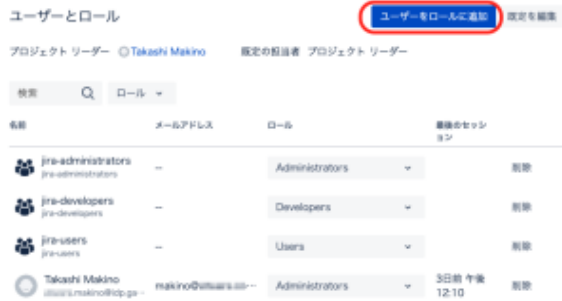 ユーザーとロール
ユーザーをロールに追加
既定を編集
プロジェクト リーダー Takashi Makino 既定の担当者 プロジェクト リーダー
検索 ロール
名前 メールアドレス ロール 最後のセッション
jira-administrators
jira-administrators
--
Administrators
削除
jira-developers
jira-developers
--
Developers
削除
jira-users
jira-users
--
Users
削除
Takashi Makino
makino@
Administrators
3日前 午後
12:10
削除